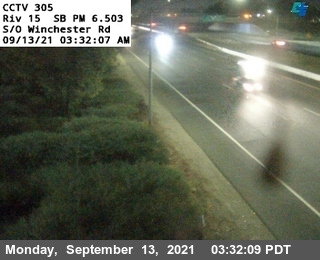 CCTV 305
Riv 15 SB PM 6.503
S/O Winchester Rd
09/13/21 03:32:07 AM
Monday, September 13, 2021 03:32:09 PDT